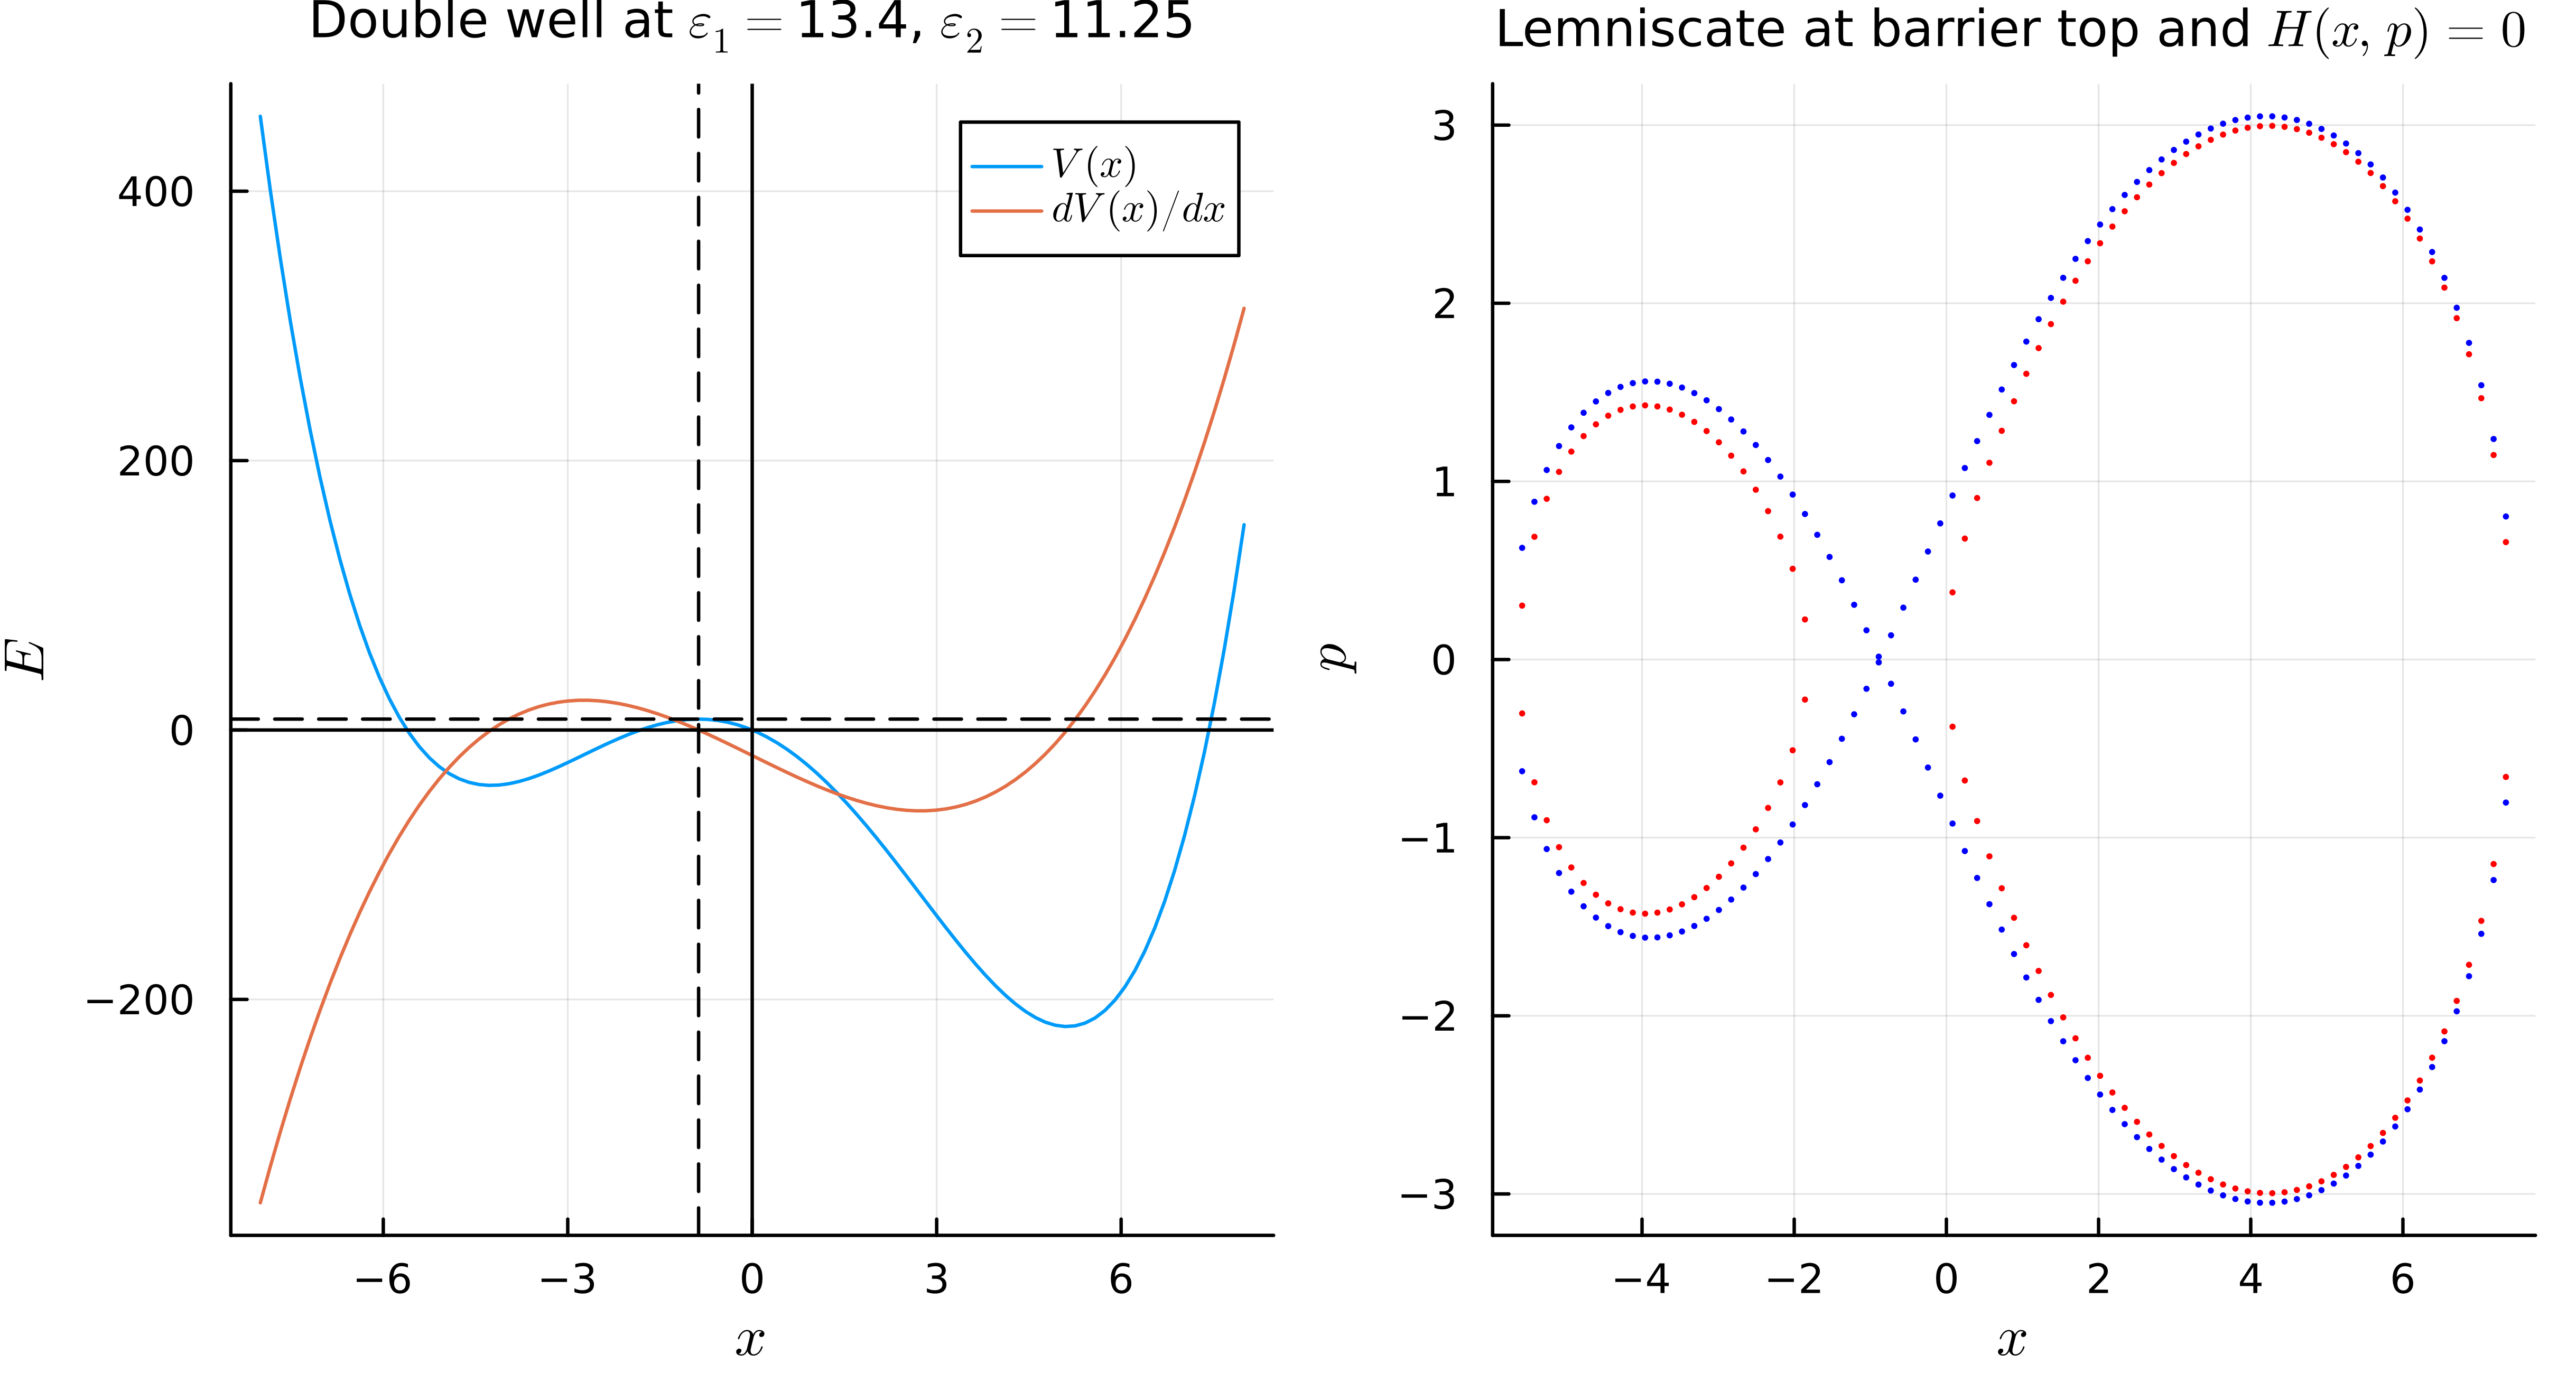 Double well at ε₁ = 13.4, ε₂ = 11.25
E
400
200
0
−200
V(x)
dV(x)/dx
−6 −3 0 3 6
x
Lemniscate at barrier top and H(x, p) = 0
p
3
2
1
0
−1
−2
−3
−4 −2 0 2 4 6
x